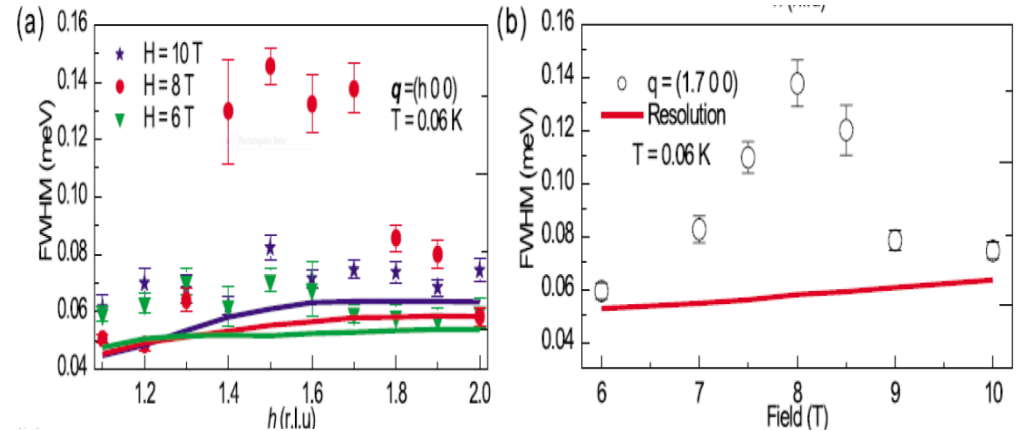 (a)
0.16
0.14
0.12
0.10
0.08
0.06
0.04
FWHM (meV)
H = 10 T
H = 8 T
H = 6 T
q = (h 0 0)
T = 0.06 K
1.2
1.4
1.6
1.8
2.0
h (r.l.u)
(b)
0.16
0.14
0.12
0.10
0.08
0.06
0.04
FWHM (meV)
q = (1.7 0 0)
Resolution
T = 0.06 K
6
7
8
9
10
Field (T)